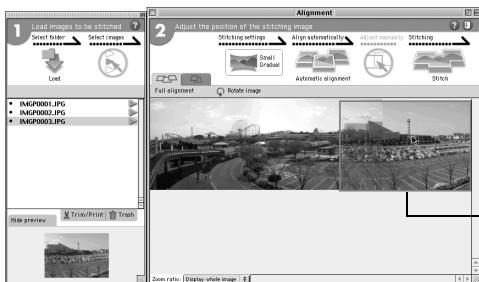 1 Load images to be stitched ?
Select folder Select images
Load
IMGP0001.JPG
IMGP0002.JPG
IMGP0003.JPG
Hide preview Trim/Print Trash
Alignment
2 Adjust the position of the stitching image ?
Stitching settings Align automatically Adjust manually Stitching
Small
Gradual
Automatic alignment Stitch
Full alignment Rotate image
Zoom ratio: Display whole image